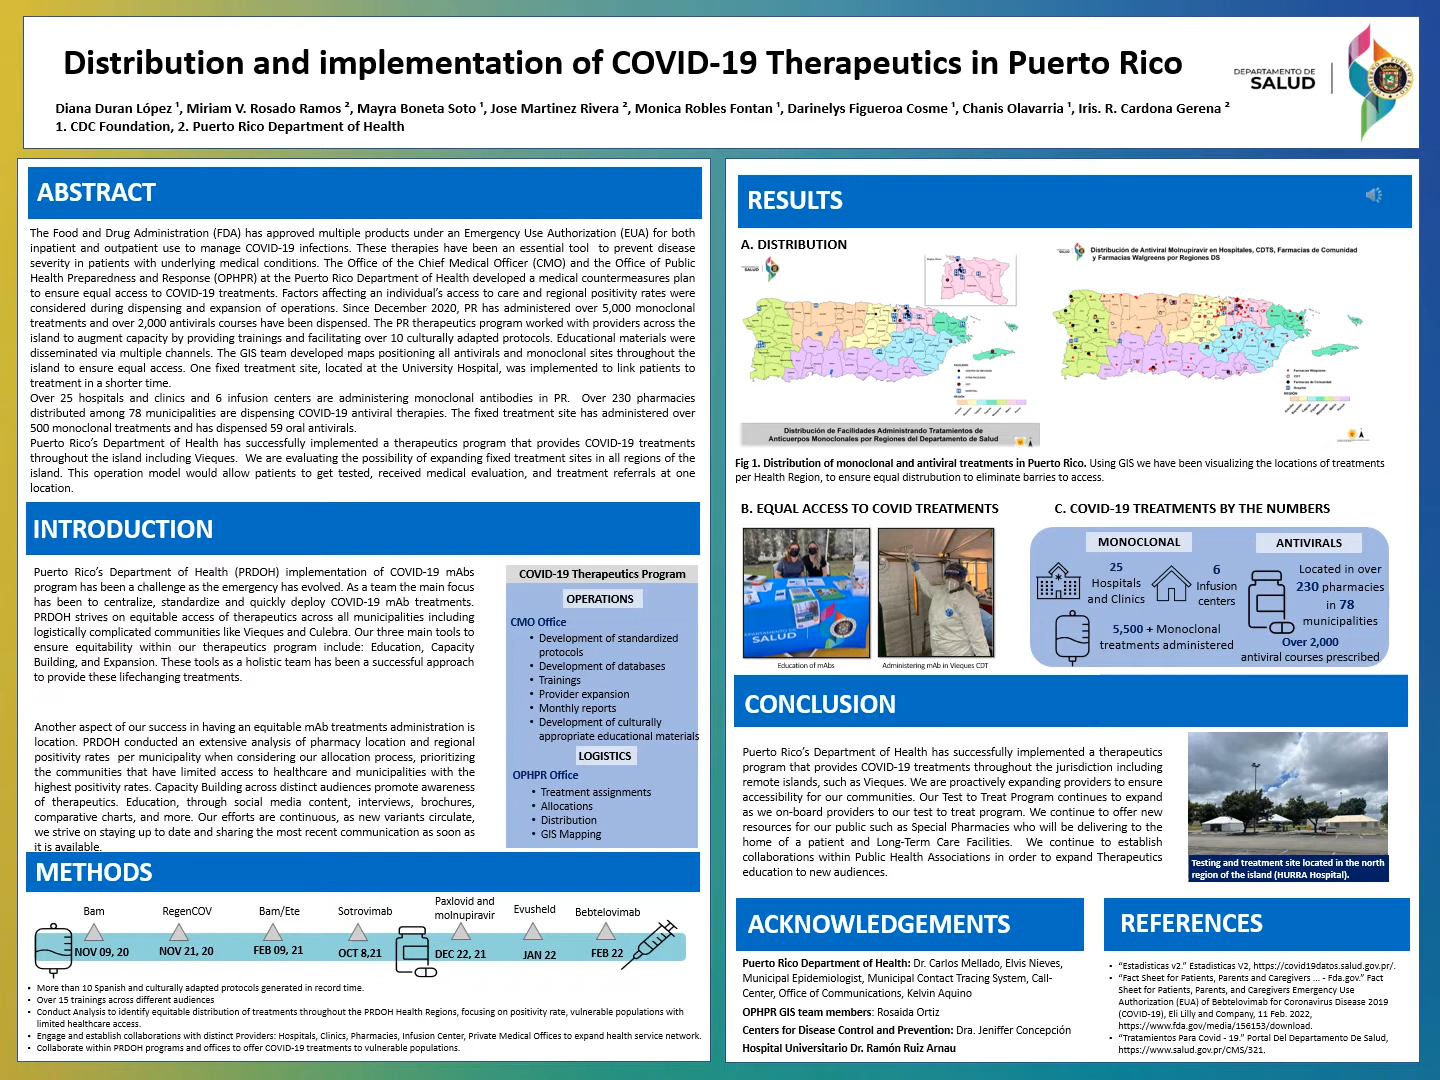 Distribution and implementation of COVID-19 Therapeutics in Puerto Rico
Diana Duran López ¹, Miriam V. Rosado Ramos ², Mayra Boneta Soto ¹, Jose Martinez Rivera ², Monica Robles Fontan ¹, Darinelys Figueroa Cosme ¹, Chanis Olavarria ¹, Iris. R. Cardona Gerena ²
1. CDC Foundation, 2. Puerto Rico Department of Health
DEPARTAMENTO DE
SALUD
ABSTRACT
The Food and Drug Administration (FDA) has approved multiple products under an Emergency Use Authorization (EUA) for both
inpatient and outpatient use to manage COVID-19 infections. These therapies have been an essential tool to prevent disease
severity in patients with underlying medical conditions. The Office of the Chief Medical Officer (CMO) and the Office of Public
Health Preparedness and Response (OPHPR) at the Puerto Rico Department of Health developed a medical countermeasures plan
to ensure equal access to COVID-19 treatments. Factors affecting an individual's access to care and regional positivity rates were
considered during dispensing and expansion of operations. Since December 2020, PR has administered over 5,000 monoclonal
treatments and over 2,000 antivirals courses have been dispensed. The PR therapeutics program worked with providers across the
island to augment capacity by providing trainings and facilitating over 10 culturally adapted protocols. Educational materials were
disseminated via multiple channels. The GIS team developed maps positioning all antivirals and monoclonal sites throughout the
island to ensure equal access. One fixed treatment site, located at the University Hospital, was implemented to link patients to
treatment in a shorter time.
Over 25 hospitals and clinics and 6 infusion centers are administering monoclonal antibodies in PR. Over 230 pharmacies
distributed among 78 municipalities are dispensing COVID-19 antiviral therapies. The fixed treatment site has administered over
500 monoclonal treatments and has dispensed 59 oral antivirals.
Puerto Rico's Department of Health has successfully implemented a therapeutics program that provides COVID-19 treatments
throughout the island including Vieques. We are evaluating the possibility of expanding fixed treatment sites in all regions of the
island. This operation model would allow patients to get tested, received medical evaluation, and treatment referrals at one
location.
INTRODUCTION
Puerto Rico's Department of Health (PRDOH) implementation of COVID-19 mAbs
program has been a challenge as the emergency has evolved. As a team the main focus
has been to centralize, standardize and quickly deploy COVID-19 mAb treatments.
PRDOH strives on equitable access of therapeutics across all municipalities including
logistically complicated communities like Vieques and Culebra. Our three main tools to
ensure equitability within our therapeutics program include: Education, Capacity
Building, and Expansion. These tools as a holistic team has been a successful approach
to provide these lifechanging treatments.
Another aspect of our success in having an equitable mAb treatments administration is
location. PRDOH conducted an extensive analysis of pharmacy location and regional
positivity rates per municipality when considering our allocation process, prioritizing
the communities that have limited access to healthcare and municipalities with the
highest positivity rates. Capacity Building across distinct audiences promote awareness
of therapeutics. Education, through social media content, interviews, brochures,
comparative charts, and more. Our efforts are continuous, as new variants circulate,
we strive on staying up to date and sharing the most recent communication as soon as
it is available.
COVID-19 Therapeutics Program
OPERATIONS
CMO Office
• Development of standardized
protocols
• Development of databases
• Trainings
• Provider expansion
• Monthly reports
• Development of culturally
appropriate educational materials
LOGISTICS
OPHPR Office
• Treatment assignments
• Allocations
• Distribution
• GIS Mapping
METHODS
Bam
RegenCOV
Bam/Ete
Sotrovimab
Paxlovid and
molnupiravir
Evusheld
Bebtelovimab
NOV 09, 20
NOV 21, 20
FEB 09, 21
OCT 8,21
DEC 22, 21
JAN 22
FEB 22
• More than 10 Spanish and culturally adapted protocols generated in record time.
• Over 15 trainings across different audiences
• Conduct Analysis to identify equitable distribution of treatments throughout the PRDOH Health Regions, focusing on positivity rate, vulnerable populations with
limited healthcare access.
• Engage and establish collaborations with distinct Providers: Hospitals, Clinics, Pharmacies, Infusion Center, Private Medical Offices to expand health service network.
• Collaborate within PRDOH programs and offices to offer COVID-19 treatments to vulnerable populations.
RESULTS
A. DISTRIBUTION
Distribución de Antiviral Molnupiravir en Hospitales, CDTS, Farmacias de Comunidad
y Farmacias Walgreens por Regiones DS
Farmacias Walgreens
CDT
Farmacias de Comunidad
Hospital
Distribución de Facilidades Administrando Tratamientos de
Anticuerpos Monoclonales por Regiones del Departamento de Salud
Fig 1. Distribution of monoclonal and antiviral treatments in Puerto Rico. Using GIS we have been visualizing the locations of treatments
per Health Region, to ensure equal distrubution to eliminate barries to access.
B. EQUAL ACCESS TO COVID TREATMENTS
DEPARTAMENTO DE
SALUD
Education of mAbs
Administering mAb in Vieques CDT
C. COVID-19 TREATMENTS BY THE NUMBERS
MONOCLONAL
25
Hospitals
and Clinics
6
Infusion
centers
5,500 + Monoclonal
treatments administered
ANTIVIRALS
Located in over
230 pharmacies
in 78
municipalities
Over 2,000
antiviral courses prescribed
CONCLUSION
Puerto Rico's Department of Health has successfully implemented a therapeutics
program that provides COVID-19 treatments throughout the jurisdiction including
remote islands, such as Vieques. We are proactively expanding providers to ensure
accessibility for our communities. Our Test to Treat Program continues to expand
as we on-board providers to our test to treat program. We continue to offer new
resources for our public such as Special Pharmacies who will be delivering to the
home of a patient and Long-Term Care Facilities. We continue to establish
collaborations within Public Health Associations in order to expand Therapeutics
education to new audiences.
Testing and treatment site located in the north
region of the island (HURRA Hospital).
ACKNOWLEDGEMENTS
Puerto Rico Department of Health: Dr. Carlos Mellado, Elvis Nieves,
Municipal Epidemiologist, Municipal Contact Tracing System, Call-
Center, Office of Communications, Kelvin Aquino
OPHPR GIS team members: Rosaida Ortiz
Centers for Disease Control and Prevention: Dra. Jeniffer Concepción
Hospital Universitario Dr. Ramón Ruiz Arnau
REFERENCES
• "Estadisticas v2." Estadisticas V2, https://covid19datos.salud.gov.pr/.
• "Fact Sheet for Patients, Parents and Caregivers ... - Fda.gov." Fact
Sheet for Patients, Parents, and Caregivers Emergency Use
Authorization (EUA) of Bebtelovimab for Coronavirus Disease 2019
(COVID-19), Eli Lilly and Company, 11 Feb. 2022,
https://www.fda.gov/media/156153/download.
• "Tratamientos Para Covid - 19." Portal Del Departamento De Salud,
https://www.salud.gov.pr/CMS/321.